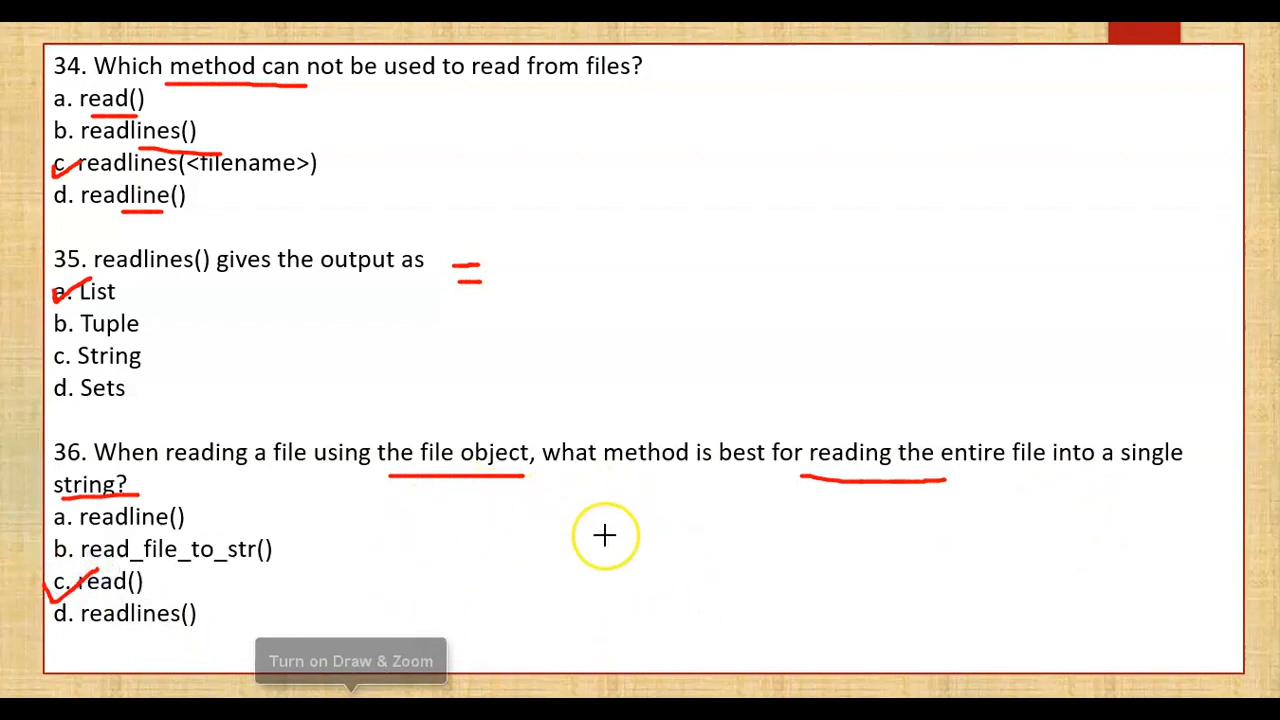 34. Which method can not be used to read from files?
a. read()
b. readlines()
c. readlines(<filename>)
d. readline()
35. readlines() gives the output as
a. List
b. Tuple
c. String
d. Sets
36. When reading a file using the file object, what method is best for reading the entire file into a single
string?
a. readline()
b. read_file_to_str()
c. read()
d. readlines()
Turn on Draw & Zoom